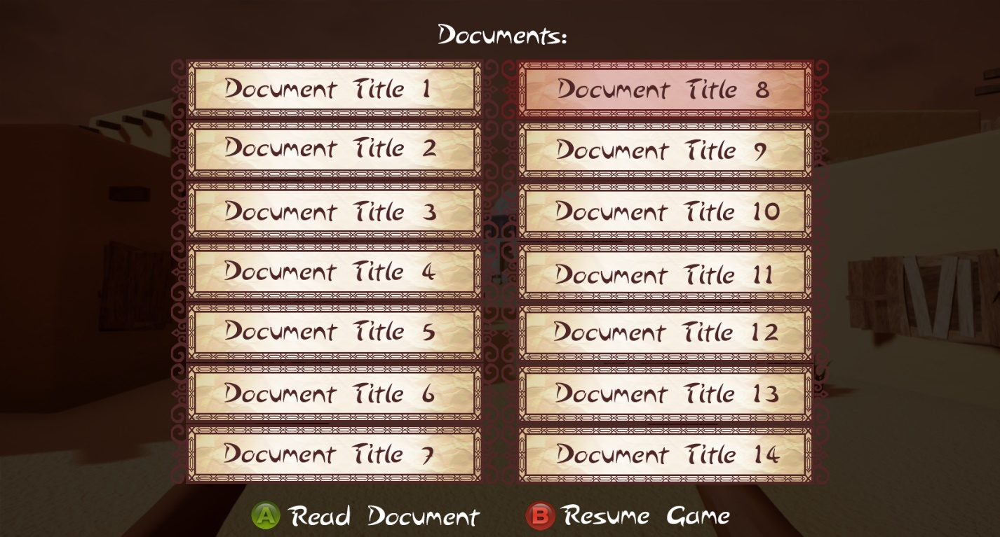 Documents:
Document Title 1
Document Title 2
Document Title 3
Document Title 4
Document Title 5
Document Title 6
Document Title 7
Document Title 8
Document Title 9
Document Title 10
Document Title 11
Document Title 12
Document Title 13
Document Title 14
A Read Document
B Resume Game